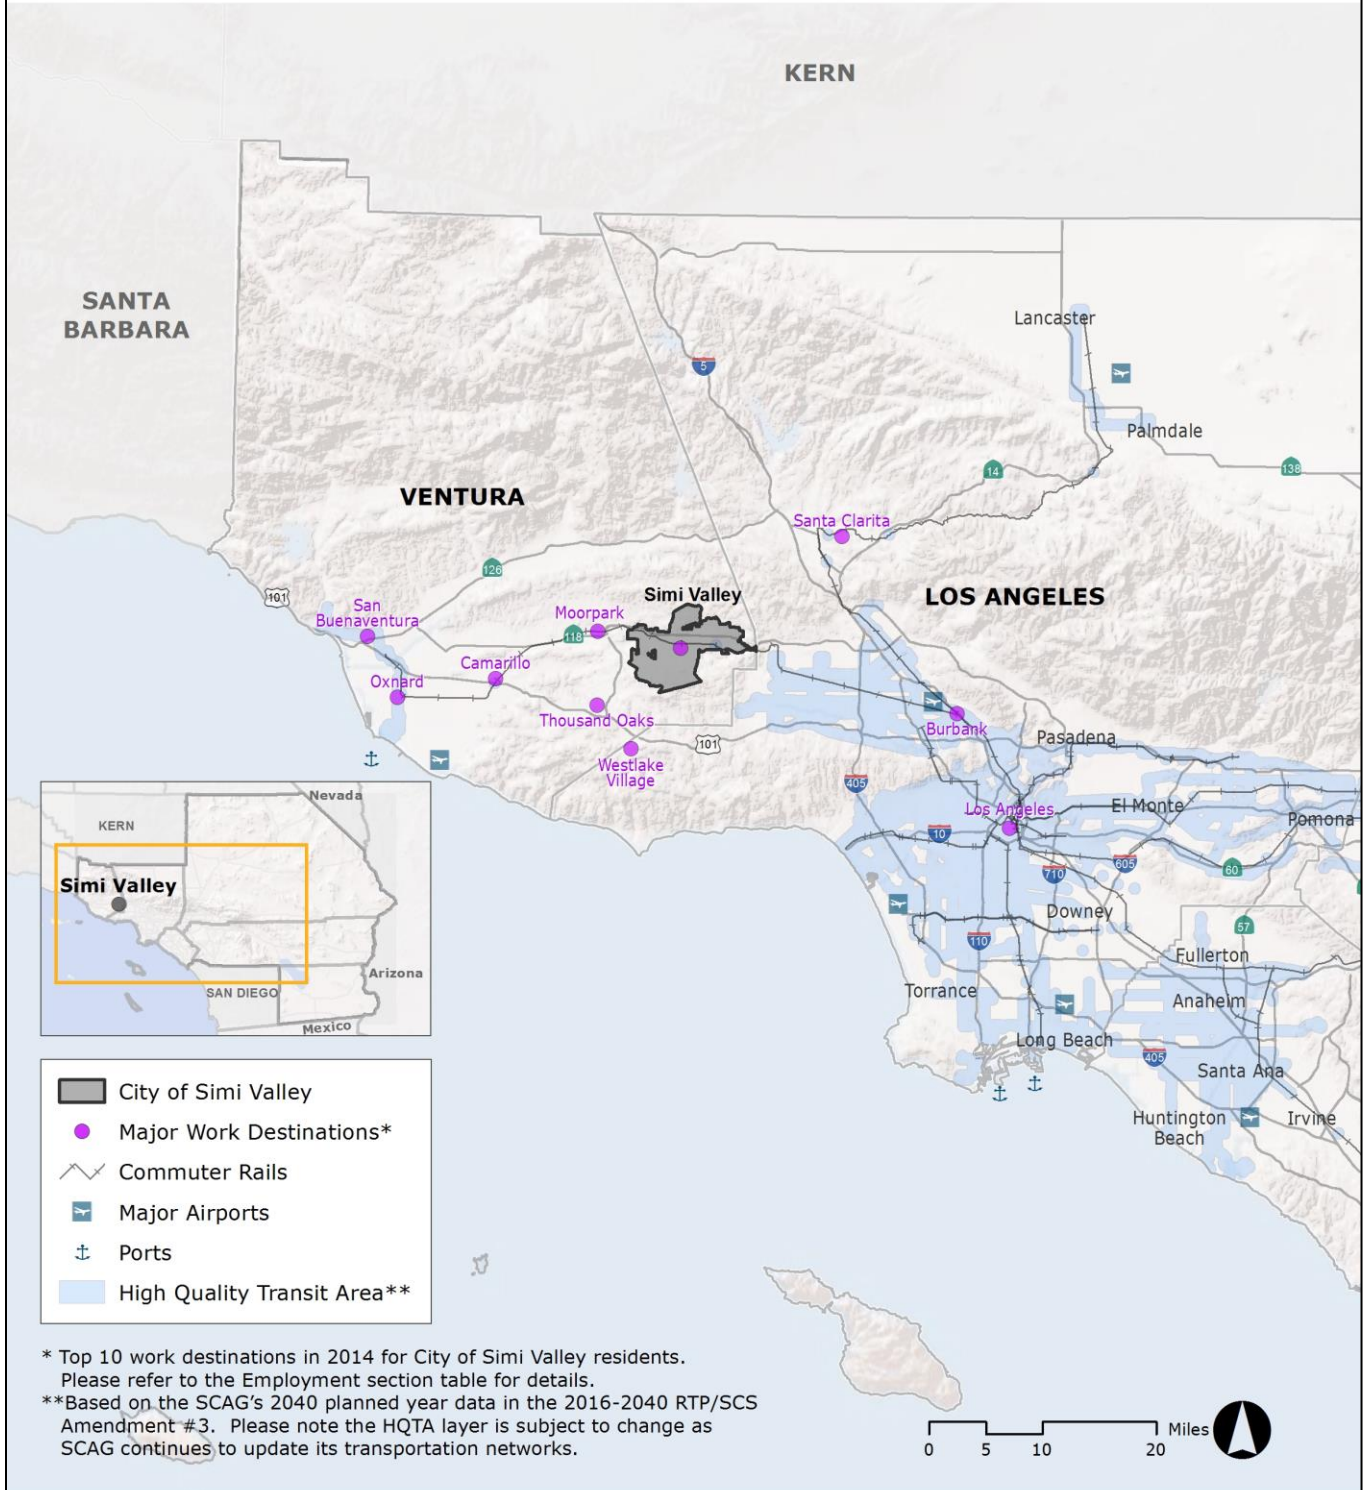 KERN
SANTA
BARBARA
Lancaster
5
Palmdale
14
138
VENTURA
Santa Clarita
126
Simi Valley
LOS ANGELES
101
San
Buenaventura
Moorpark
118
Camarillo
Oxnard
Thousand Oaks
101
Burbank
Pasadena
Westlake
Village
405
Los Angeles
El Monte
Pomona
10
605
60
710
Downey
57
110
Fullerton
Torrance
Anaheim
Long Beach
405
Santa Ana
Huntington
Beach
Irvine
Nevada
KERN
Simi Valley
Arizona
SAN DIEGO
Mexico
City of Simi Valley
Major Work Destinations*
Commuter Rails
Major Airports
Ports
High Quality Transit Area**
* Top 10 work destinations in 2014 for City of Simi Valley residents.
Please refer to the Employment section table for details.
**Based on the SCAG's 2040 planned year data in the 2016-2040 RTP/SCS
Amendment #3. Please note the HQTA layer is subject to change as
SCAG continues to update its transportation networks.
Miles
0 5 10 20